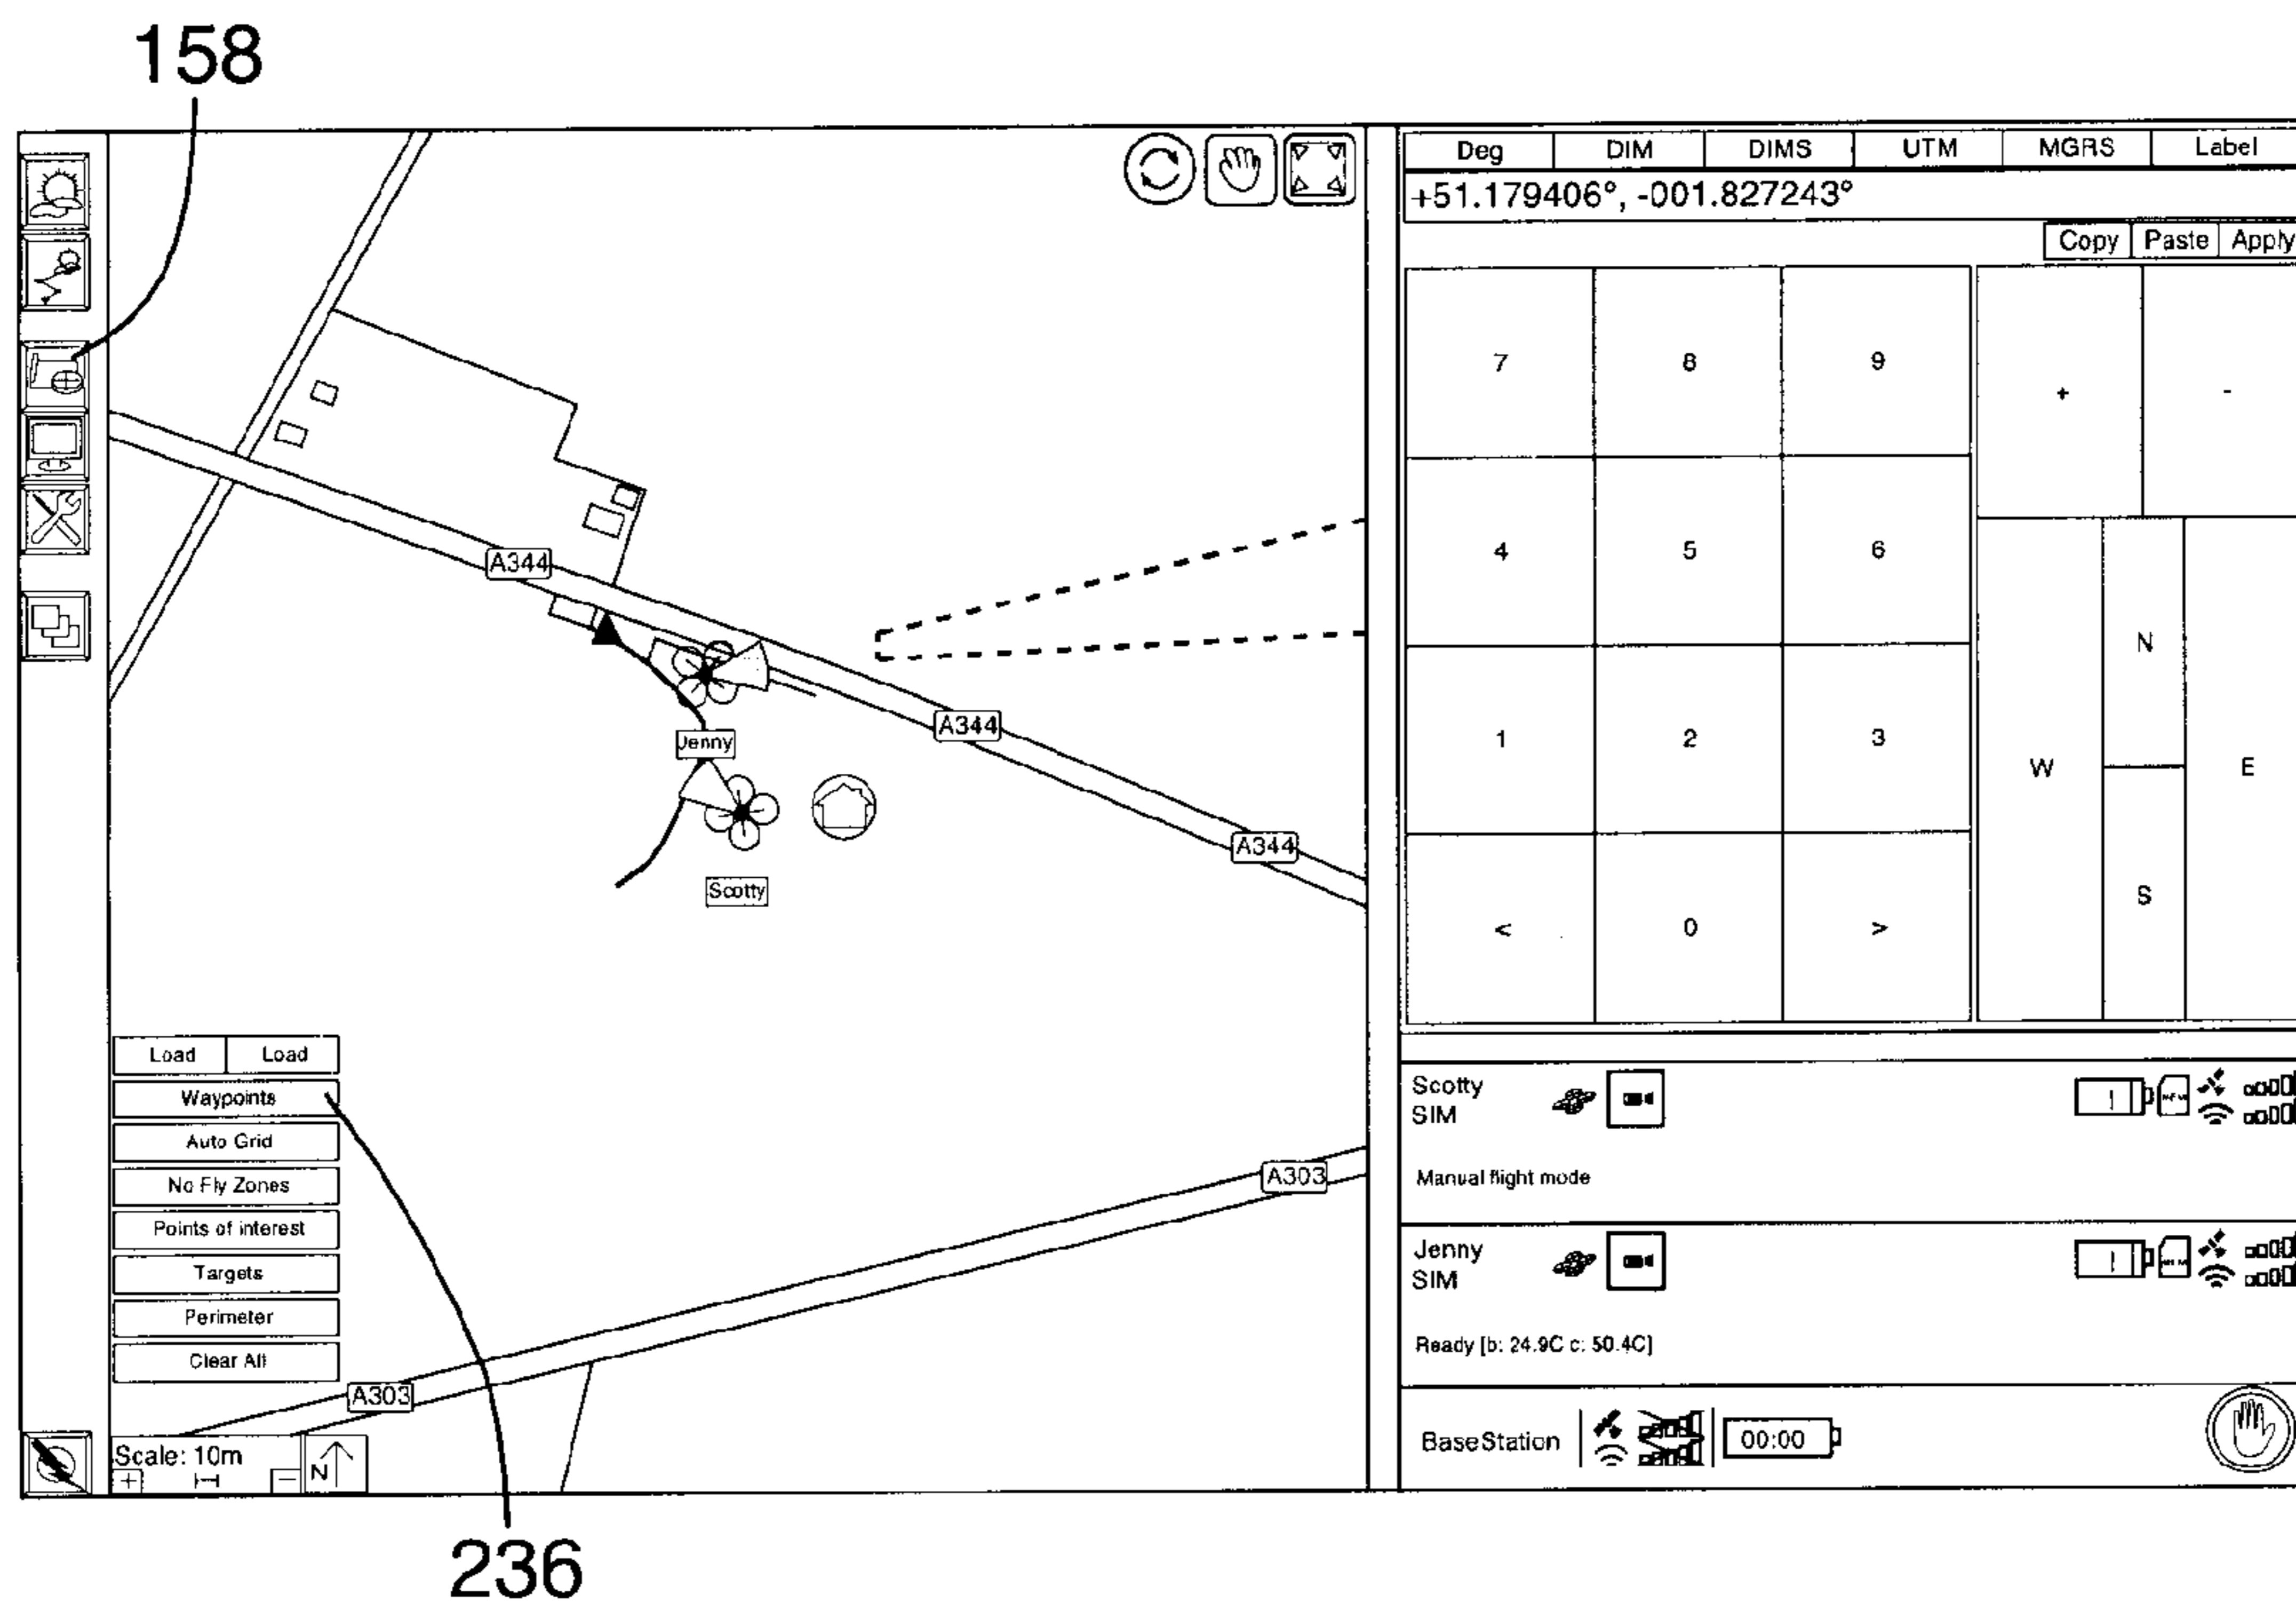 158
Deg DIM DIMS UTM MGRS Label
+51.179406°, -001.827243°
Copy Paste Apply
7 8 9 + -
4 5 6
1 2 3
< 0 >
N
W E
S
A344
A344
Jenny
A344
Scotty
Load Load
Waypoints
Auto Grid
No Fly Zones
Points of interest
Targets
Perimeter
Clear All
A303
A303
Scale: 10m
+ − N
Scotty
SIM
Manual flight mode
Jenny
SIM
Ready [b: 24.9C c: 50.4C]
BaseStation 00:00
236